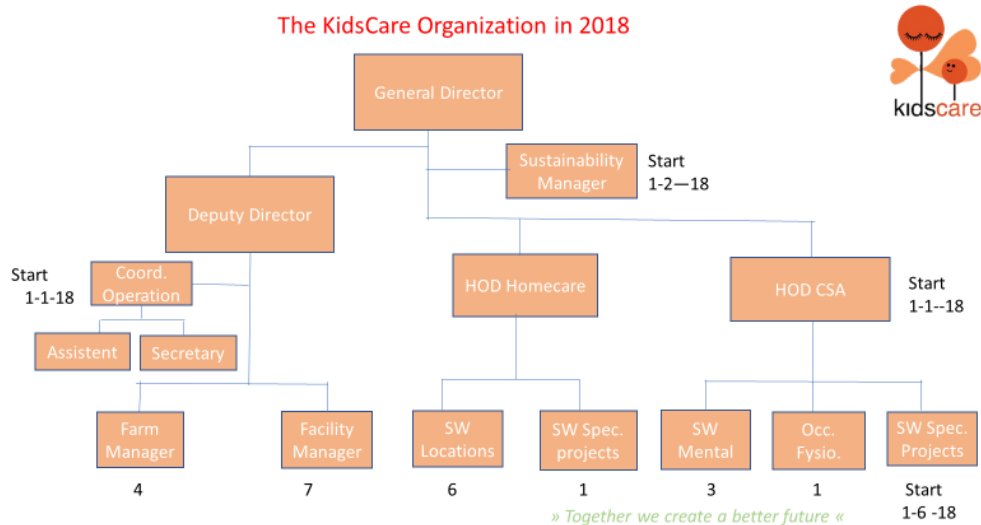 The KidsCare Organization in 2018
kidscare
General Director
Sustainability
Manager
Start
1-2—18
Deputy Director
Start
1-1-18
Coord.
Operation
Assistent
Secretary
HOD Homecare
HOD CSA
Start
1-1--18
Farm
Manager
Facility
Manager
SW
Locations
SW Spec.
projects
SW
Mental
Occ.
Fysio.
SW Spec.
Projects
4
7
6
1
3
1
Start
1-6 -18
» Together we create a better future «